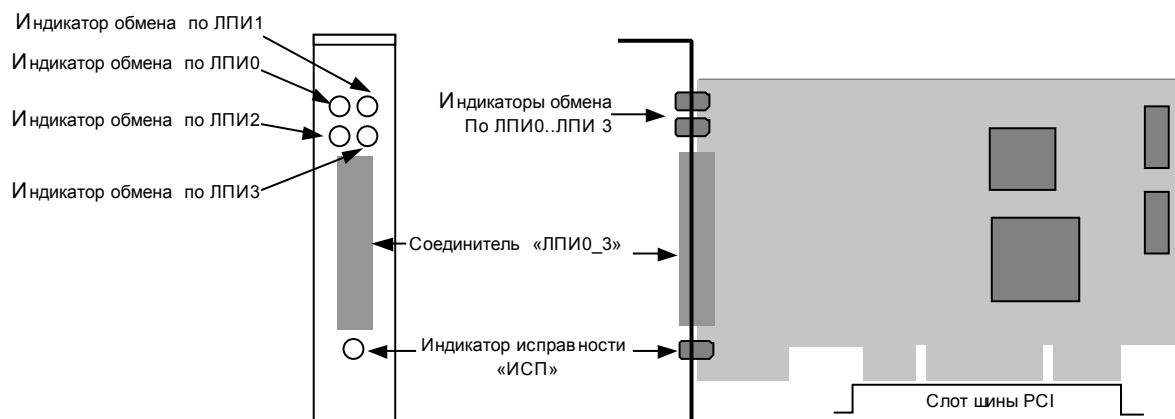 Индикатор обмена по ЛПИ1
Индикатор обмена по ЛПИ0
Индикатор обмена по ЛПИ2
Индикатор обмена по ЛПИ3
Индикаторы обмена
По ЛПИ0..ЛПИ 3
Соединитель «ЛПИ0_3»
Индикатор исправности
«ИСП»
Слот шины PCI